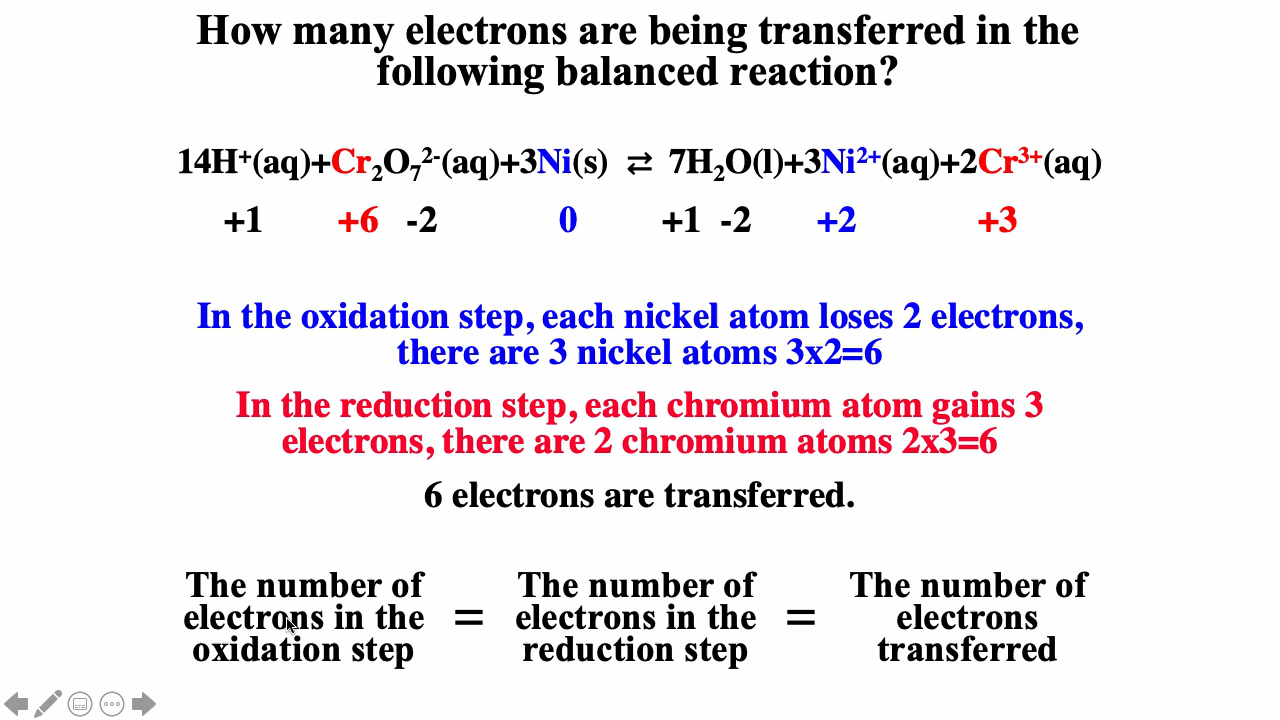 How many electrons are being transferred in the
following balanced reaction?
14H⁺(aq)+Cr₂O₇²⁻(aq)+3Ni(s) ⇄ 7H₂O(l)+3Ni²⁺(aq)+2Cr³⁺(aq)
+1 +6 -2 0 +1 -2 +2 +3
In the oxidation step, each nickel atom loses 2 electrons,
there are 3 nickel atoms 3x2=6
In the reduction step, each chromium atom gains 3
electrons, there are 2 chromium atoms 2x3=6
6 electrons are transferred.
The number of
electrons in the
oxidation step
=
The number of
electrons in the
reduction step
=
The number of
electrons
transferred